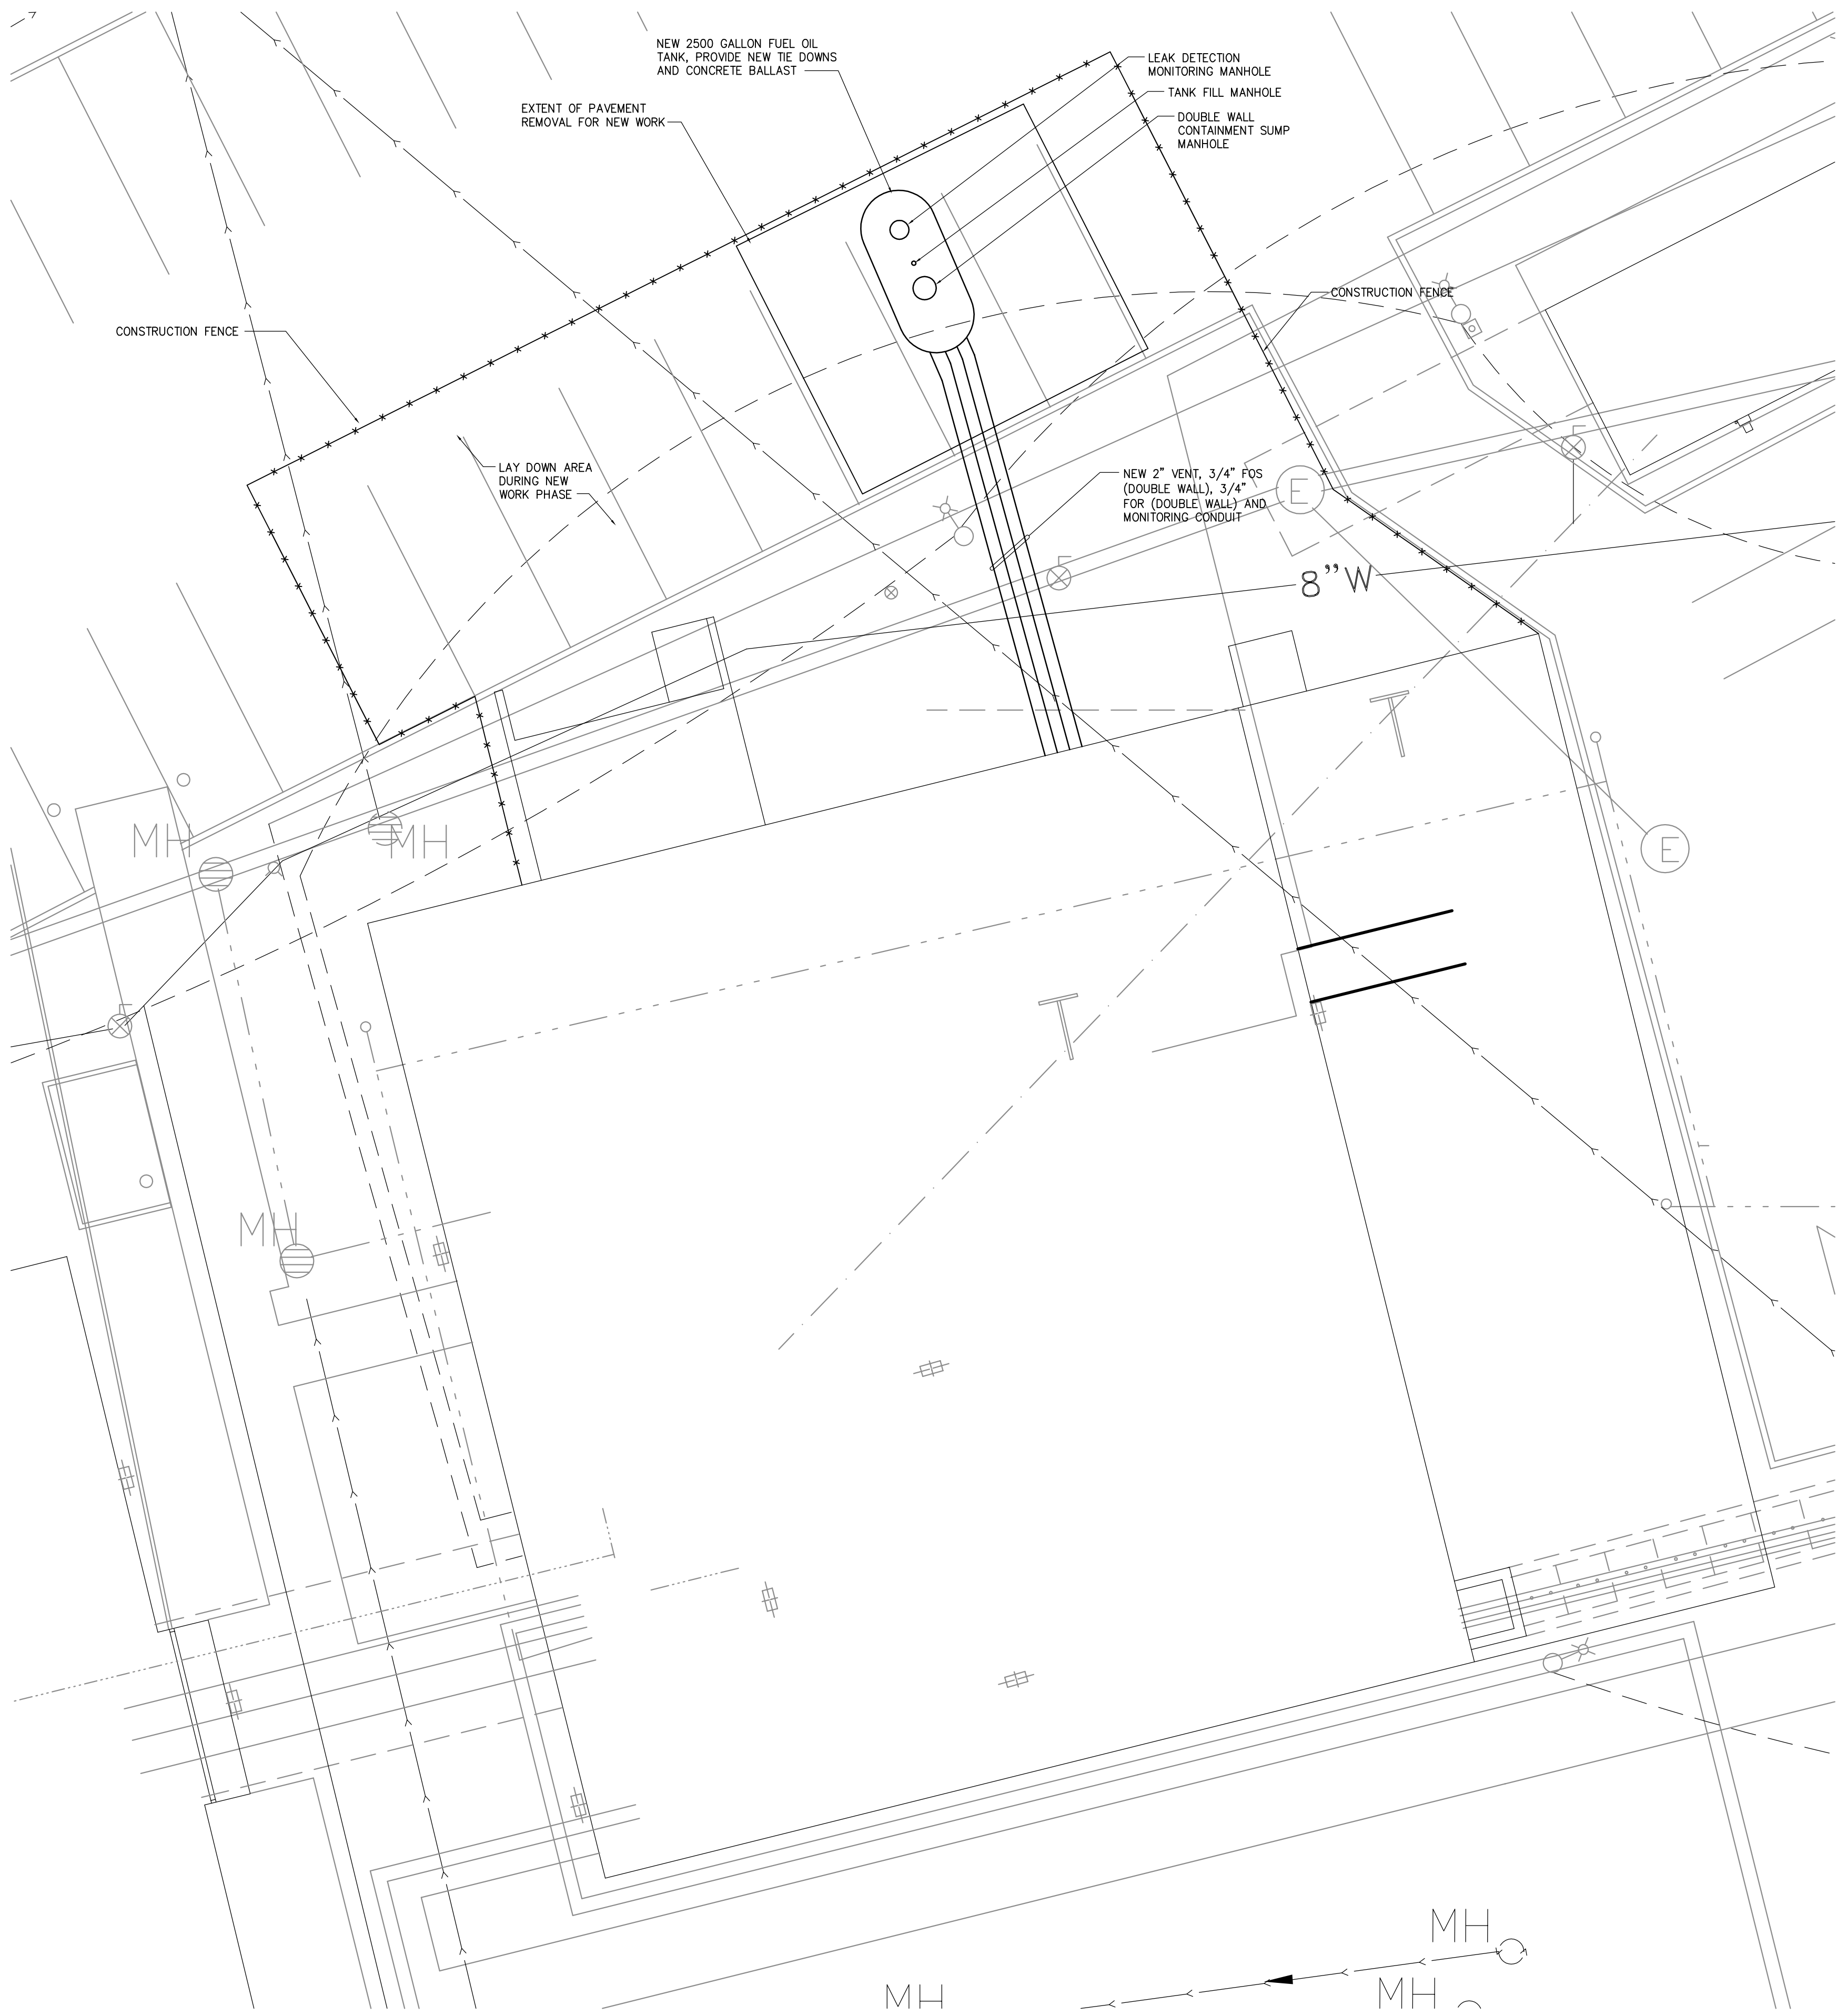 NEW 2500 GALLON FUEL OIL
TANK, PROVIDE NEW TIE DOWNS
AND CONCRETE BALLAST
LEAK DETECTION
MONITORING MANHOLE
TANK FILL MANHOLE
EXTENT OF PAVEMENT
REMOVAL FOR NEW WORK
DOUBLE WALL
CONTAINMENT SUMP
MANHOLE
CONSTRUCTION FENCE
CONSTRUCTION FENCE
LAY DOWN AREA
DURING NEW
WORK PHASE
NEW 2" VENT, 3/4" FOS
(DOUBLE WALL), 3/4"
FOR (DOUBLE WALL) AND
MONITORING CONDUIT
E
8"W
T
MH
MH
E
T
MH
MH
MH
MH